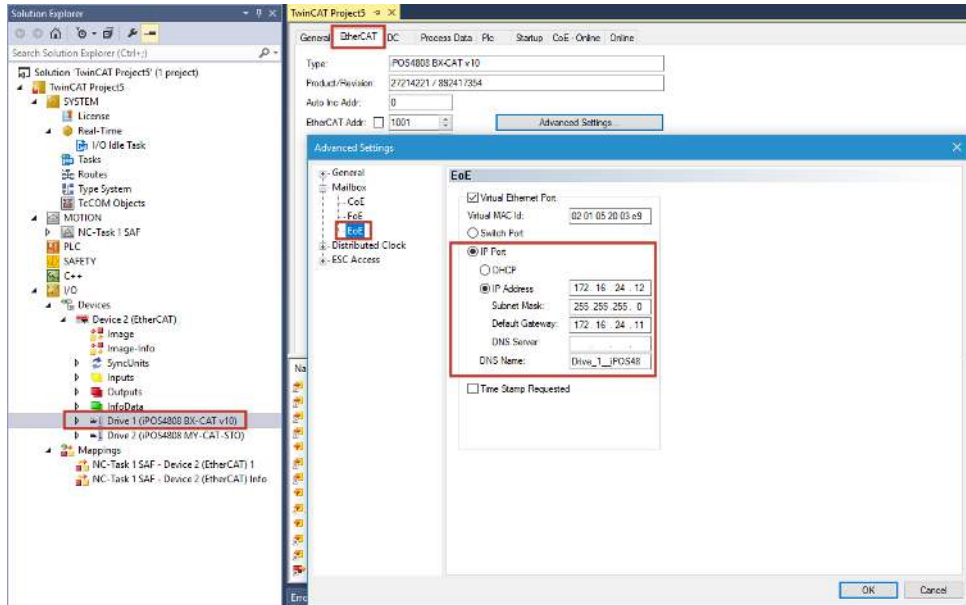 Solution Explorer
Search Solution Explorer (Ctrl+;)
Solution 'TwinCAT Project5' (1 project)
TwinCAT Project5
SYSTEM
License
Real-Time
I/O Idle Task
Tasks
Routes
Type System
TcCOM Objects
MOTION
NC-Task 1 SAF
PLC
SAFETY
C++
I/O
Devices
Device 2 (EtherCAT)
Image
Image-Info
SyncUnits
Inputs
Outputs
InfoData
Drive 1 (iPOS4808 BX-CAT v10)
Drive 2 (iPOS4808 MY-CAT-STO)
Mappings
NC-Task 1 SAF - Device 2 (EtherCAT) 1
NC-Task 1 SAF - Device 2 (EtherCAT) Info
TwinCAT Project5
General EtherCAT DC Process Data Plc Startup CoE - Online Online
Type: iPOS4808 BX-CAT v10
Product/Revision: 27214221 / 892417354
Auto Inc Addr: 0
EtherCAT Addr: 1001 Advanced Settings...
Advanced Settings
General
Mailbox
CoE
FoE
EoE
Distributed Clock
ESC Access
EoE
Virtual Ethernet Port
Virtual MAC Id: 02 01 05 20 03 e9
Switch Port
IP Port
DHCP
IP Address 172 . 16 . 24 . 12
Subnet Mask: 255 . 255 . 255 . 0
Default Gateway: 172 . 16 . 24 . 11
DNS Server
DNS Name: Drive_1__iPOS48
Time Stamp Requested
OK Cancel
Na
Erro